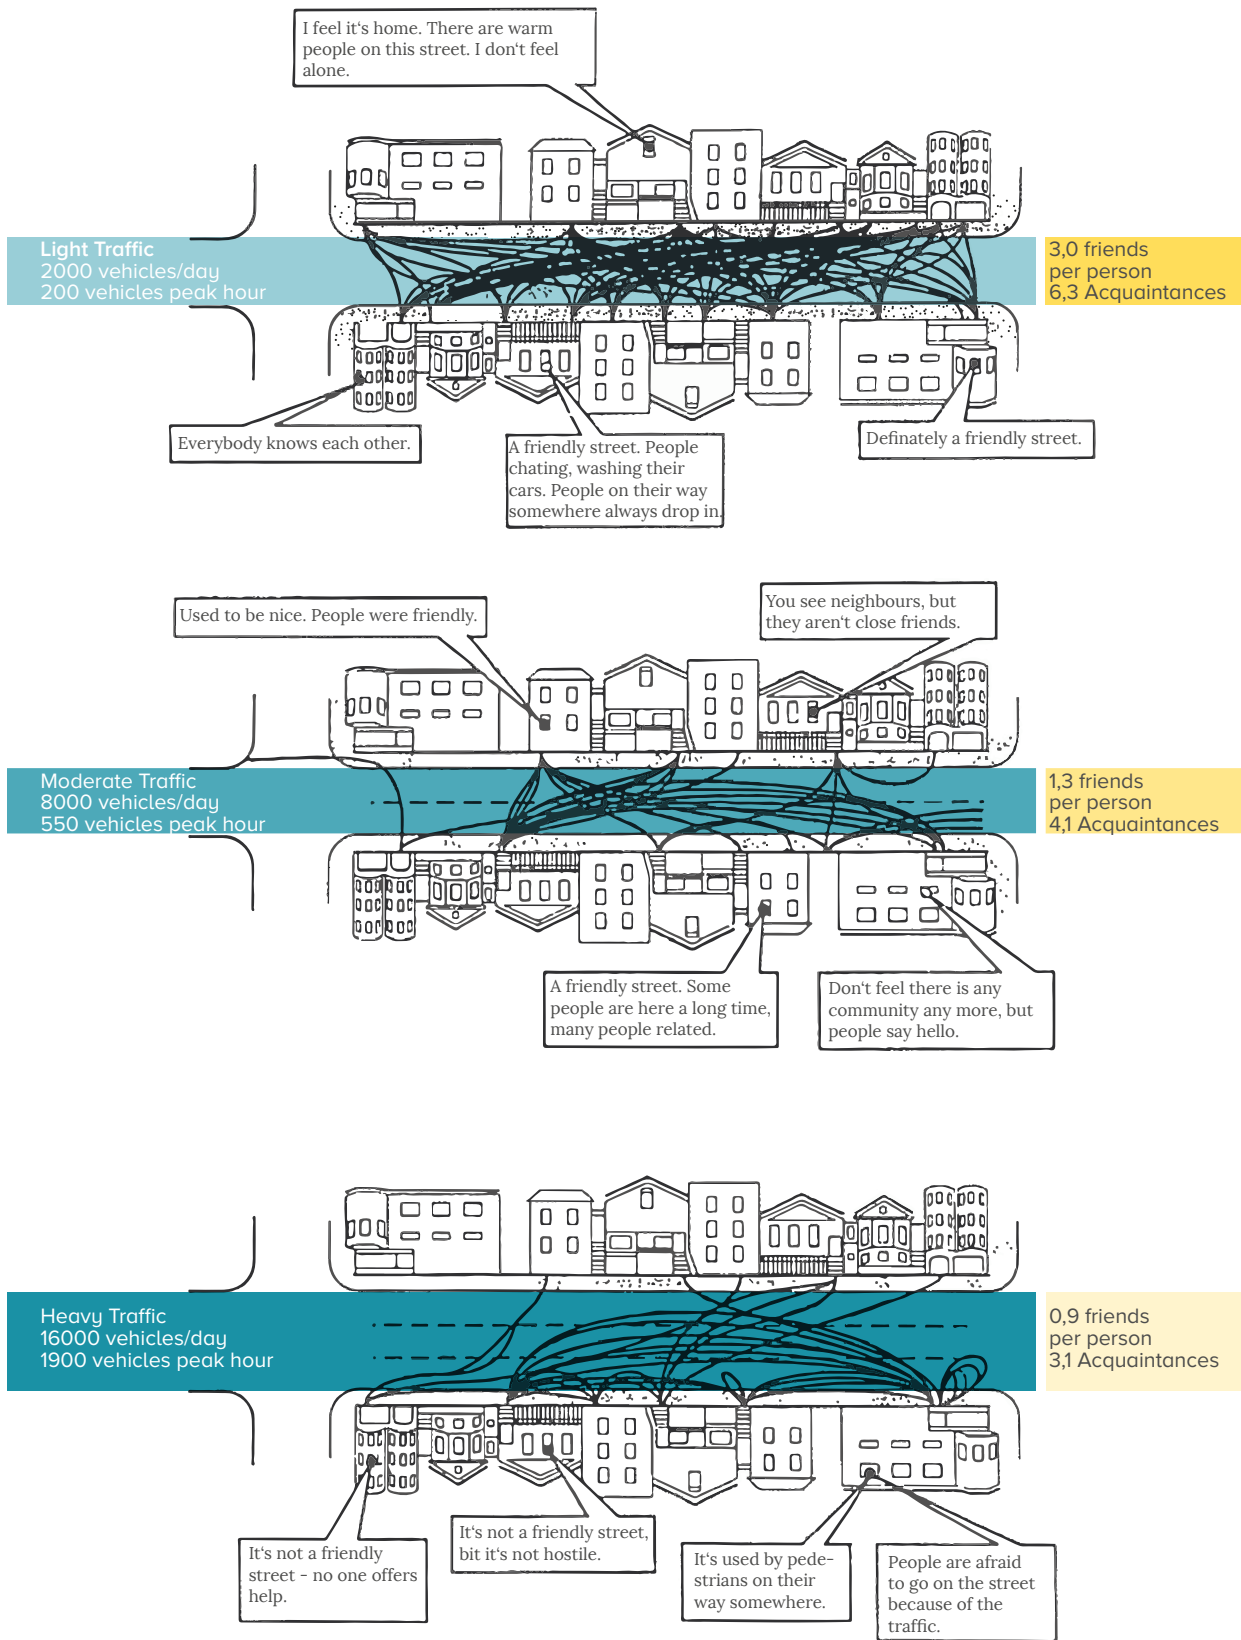 I feel it‘s home. There are warm
people on this street. I don‘t feel
alone.
Light Traffic
2000 vehicles/day
200 vehicles peak hour
3,0 friends
per person
6,3 Acquaintances
Everybody knows each other.
A friendly street. People
chating, washing their
cars. People on their way
somewhere always drop in.
Definately a friendly street.
Used to be nice. People were friendly.
You see neighbours, but
they aren‘t close friends.
Moderate Traffic
8000 vehicles/day
550 vehicles peak hour
1,3 friends
per person
4,1 Acquaintances
A friendly street. Some
people are here a long time,
many people related.
Don‘t feel there is any
community any more, but
people say hello.
Heavy Traffic
16000 vehicles/day
1900 vehicles peak hour
0,9 friends
per person
3,1 Acquaintances
It‘s not a friendly
street - no one offers
help.
It‘s not a friendly street,
bit it‘s not hostile.
It‘s used by pede-
strians on their
way somewhere.
People are afraid
to go on the street
because of the
traffic.